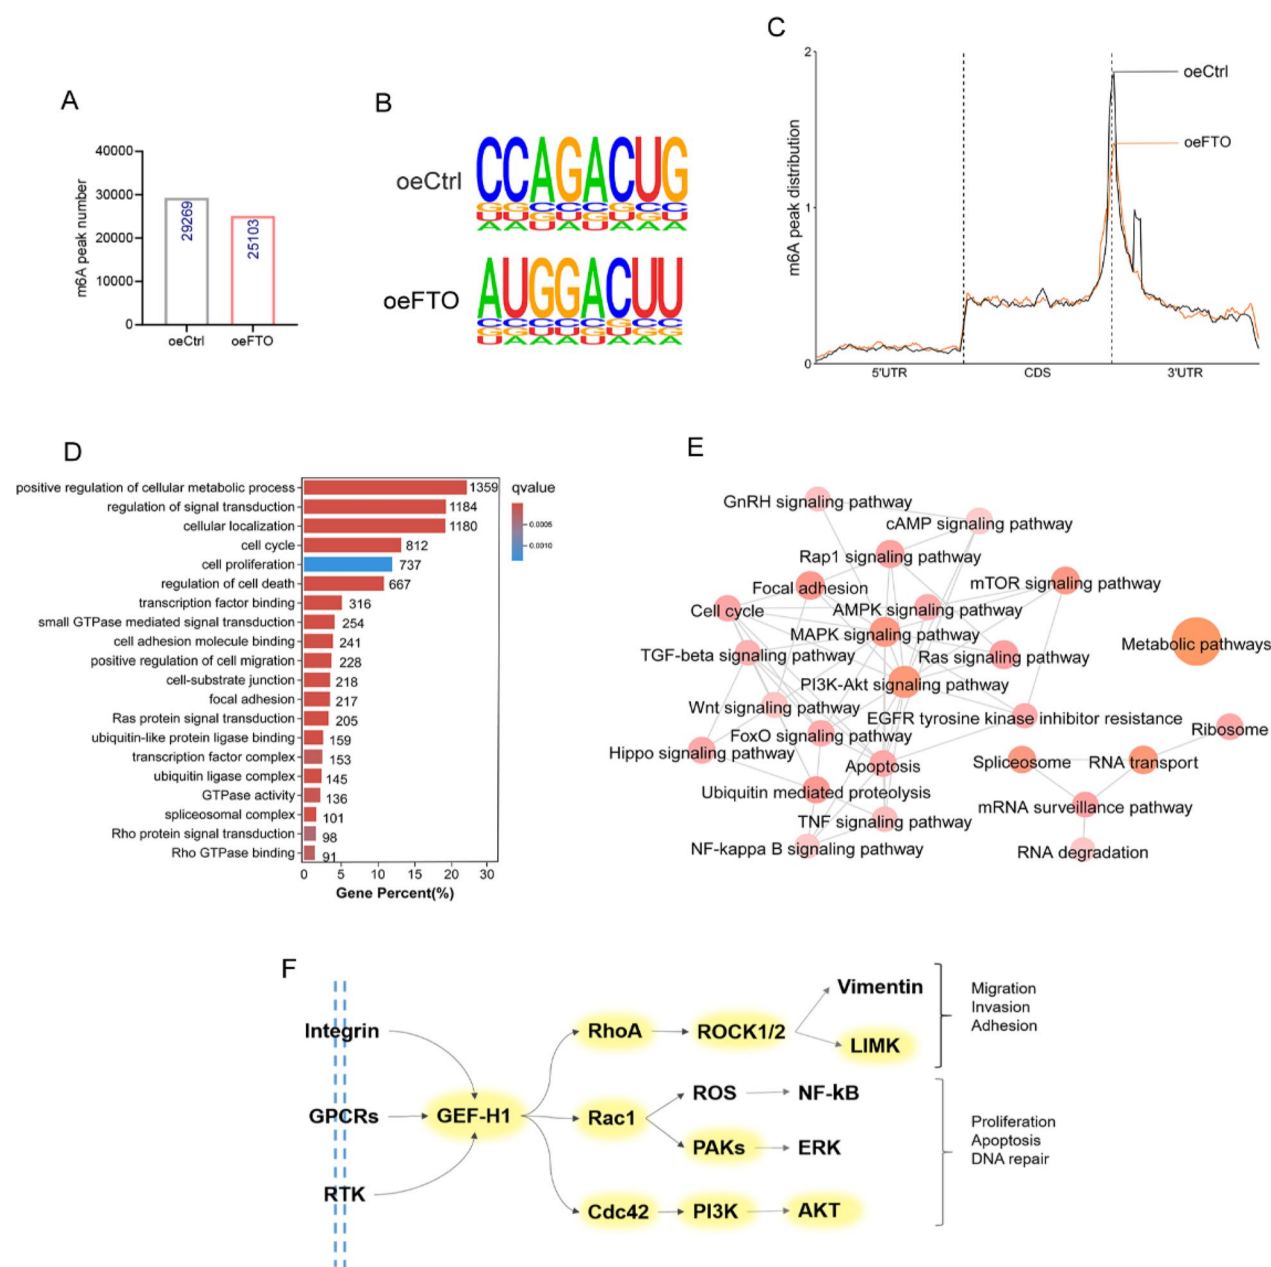 A
40000
30000
20000
10000
0
m6A peak number
29269
25103
oeCtrl
oeFTO
B
oeCtrl
CCAGACUG
GGCCCGCC
UUGUGUGU
AAUAUAAA
oeFTO
AUGGACUU
C
2
1
0
m6A peak distribution
oeCtrl
oeFTO
5'UTR
CDS
3'UTR
D
positive regulation of cellular metabolic process 1359
regulation of signal transduction 1184
cellular localization 1180
cell cycle 812
cell proliferation 737
regulation of cell death 667
transcription factor binding 316
small GTPase mediated signal transduction 254
cell adhesion molecule binding 241
positive regulation of cell migration 228
cell-substrate junction 218
focal adhesion 217
Ras protein signal transduction 205
ubiquitin-like protein ligase binding 159
transcription factor complex 153
ubiquitin ligase complex 145
GTPase activity 136
spliceosomal complex 101
Rho protein signal transduction 98
Rho GTPase binding 91
0 5 10 15 20 30
Gene Percent(%)
qvalue
0.0005
0.0010
E
GnRH signaling pathway
cAMP signaling pathway
Rap1 signaling pathway
Focal adhesion
mTOR signaling pathway
Cell cycle
AMPK signaling pathway
MAPK signaling pathway
Metabolic pathways
TGF-beta signaling pathway
Ras signaling pathway
PI3K-Akt signaling pathway
Wnt signaling pathway
EGFR tyrosine kinase inhibitor resistance
Ribosome
FoxO signaling pathway
Hippo signaling pathway
Apoptosis
Spliceosome
RNA transport
Ubiquitin mediated proteolysis
mRNA surveillance pathway
TNF signaling pathway
NF-kappa B signaling pathway
RNA degradation
F
Integrin
GPCRs
RTK
GEF-H1
RhoA
ROCK1/2
Vimentin
LIMK
Rac1
ROS
NF-kB
PAKs
ERK
Cdc42
PI3K
AKT
Migration
Invasion
Adhesion
Proliferation
Apoptosis
DNA repair